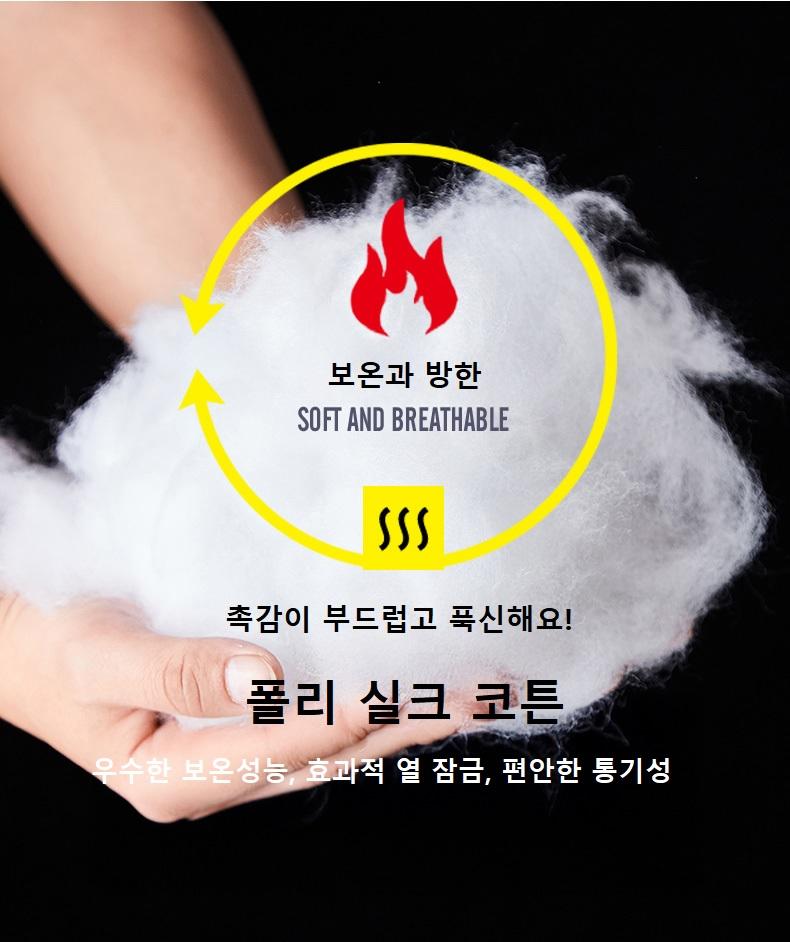 보온과 방한
SOFT AND BREATHABLE
촉감이 부드럽고 푹신해요!
폴리 실크 코튼
우수한 보온성능, 효과적 열 잠금, 편안한 통기성